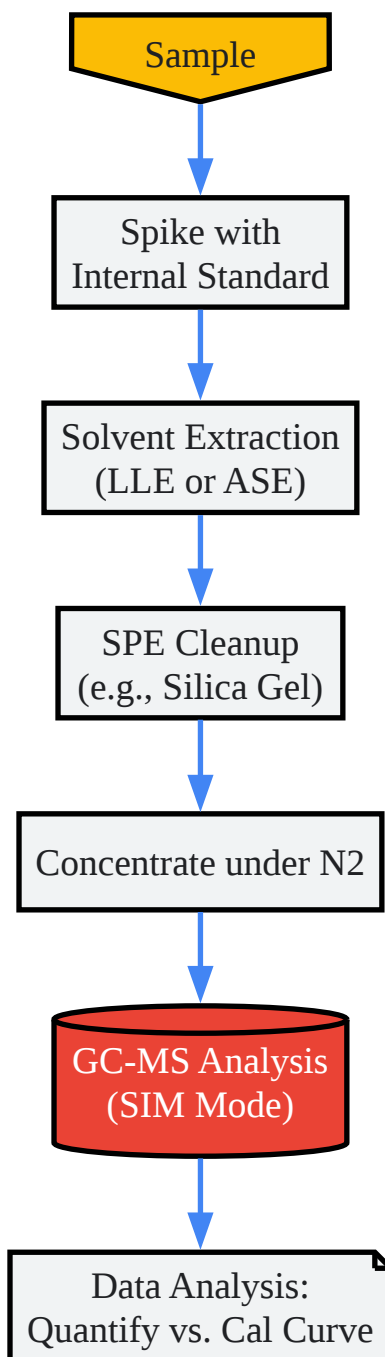 Sample
Spike with
Internal Standard
Solvent Extraction
(LLE or ASE)
SPE Cleanup
(e.g., Silica Gel)
Concentrate under N2
GC-MS Analysis
(SIM Mode)
Data Analysis:
Quantify vs. Cal Curve